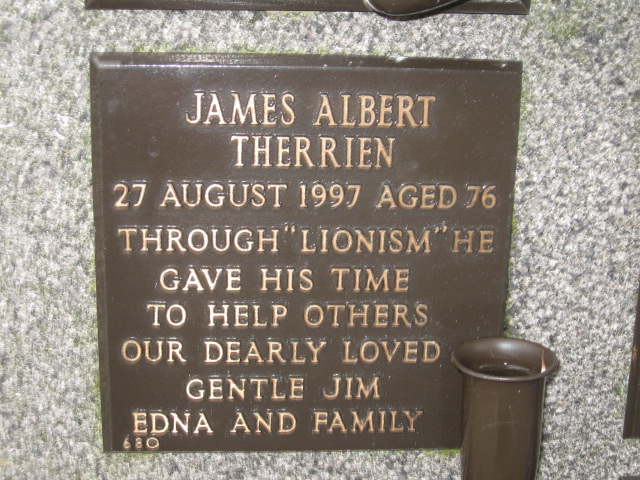 JAMES ALBERT
THERRIEN
27 AUGUST 1997 AGED 76
THROUGH "LIONISM" HE
GAVE HIS TIME
TO HELP OTHERS
OUR DEARLY LOVED
GENTLE JIM
EDNA AND FAMILY
680